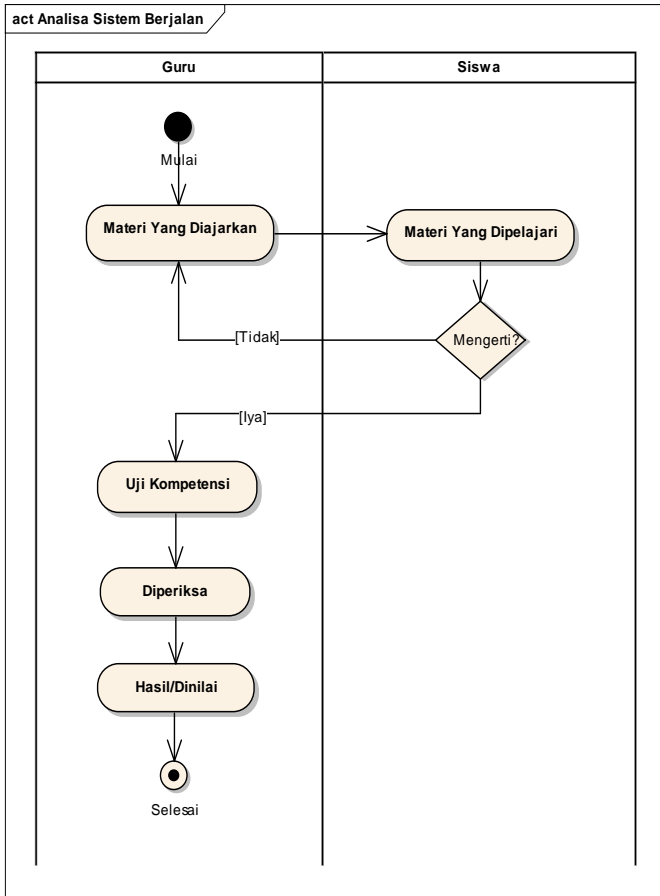 act Analisa Sistem Berjalan
Guru
Siswa
Mulai
Materi Yang Diajarkan
Materi Yang Dipelajari
Mengerti?
[Tidak]
[Iya]
Uji Kompetensi
Diperiksa
Hasil/Dinilai
Selesai